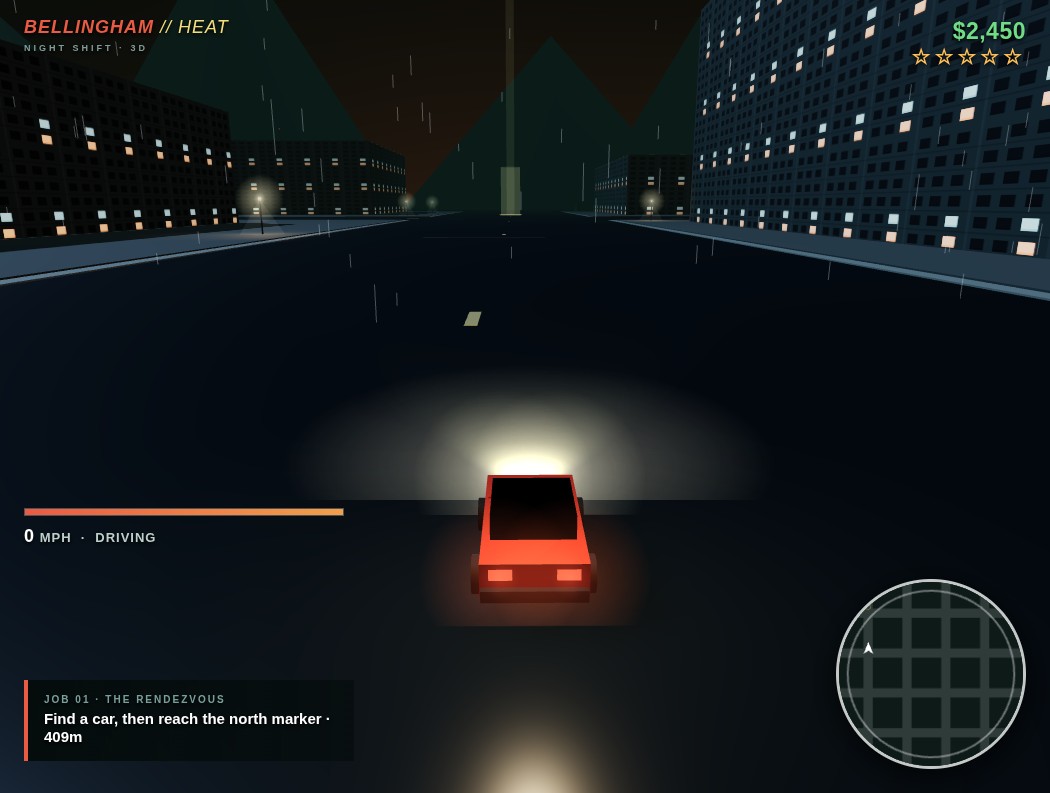 BELLINGHAM // HEAT
NIGHT SHIFT · 3D
$2,450
☆☆☆☆☆
0 MPH · DRIVING
JOB 01 · THE RENDEZVOUS
Find a car, then reach the north marker ·
409m